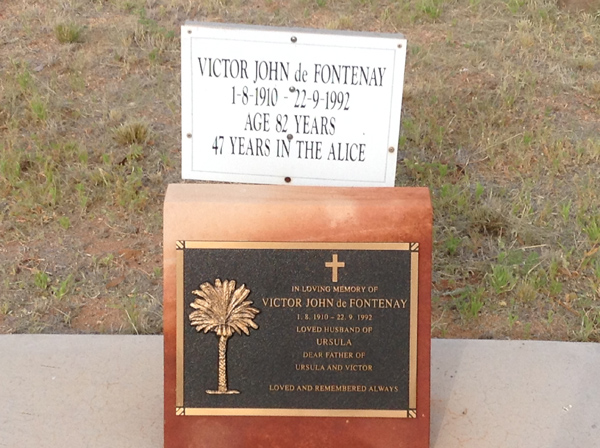 VICTOR JOHN de FONTENAY
1-8-1910 - 22-9-1992
AGE 82 YEARS
47 YEARS IN THE ALICE
IN LOVING MEMORY OF
VICTOR JOHN de FONTENAY
1. 8. 1910 – 22. 9. 1992
LOVED HUSBAND OF
URSULA
DEAR FATHER OF
URSULA AND VICTOR
LOVED AND REMEMBERED ALWAYS